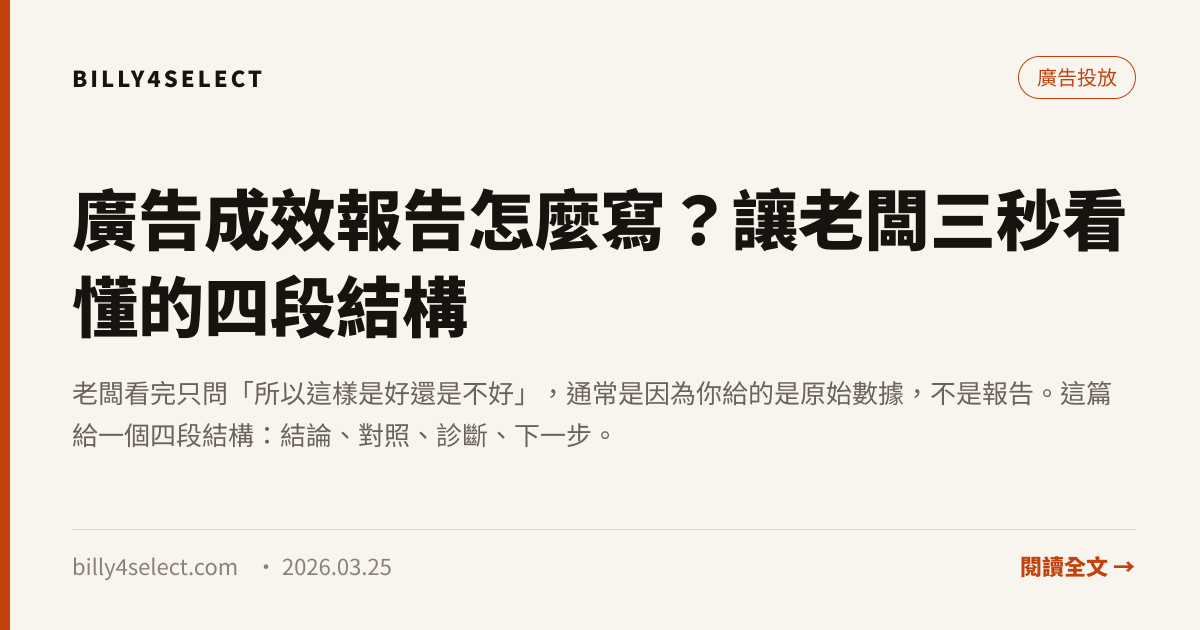 BILLY4SELECT
廣告投放
廣告成效報告怎麼寫？讓老闆三秒看
懂的四段結構
老闆看完只問「所以這樣是好還是不好」，通常是因為你給的是原始數據，不是報告。這篇
給一個四段結構：結論、對照、診斷、下一步。
billy4select.com ・ 2026.03.25
閱讀全文 →